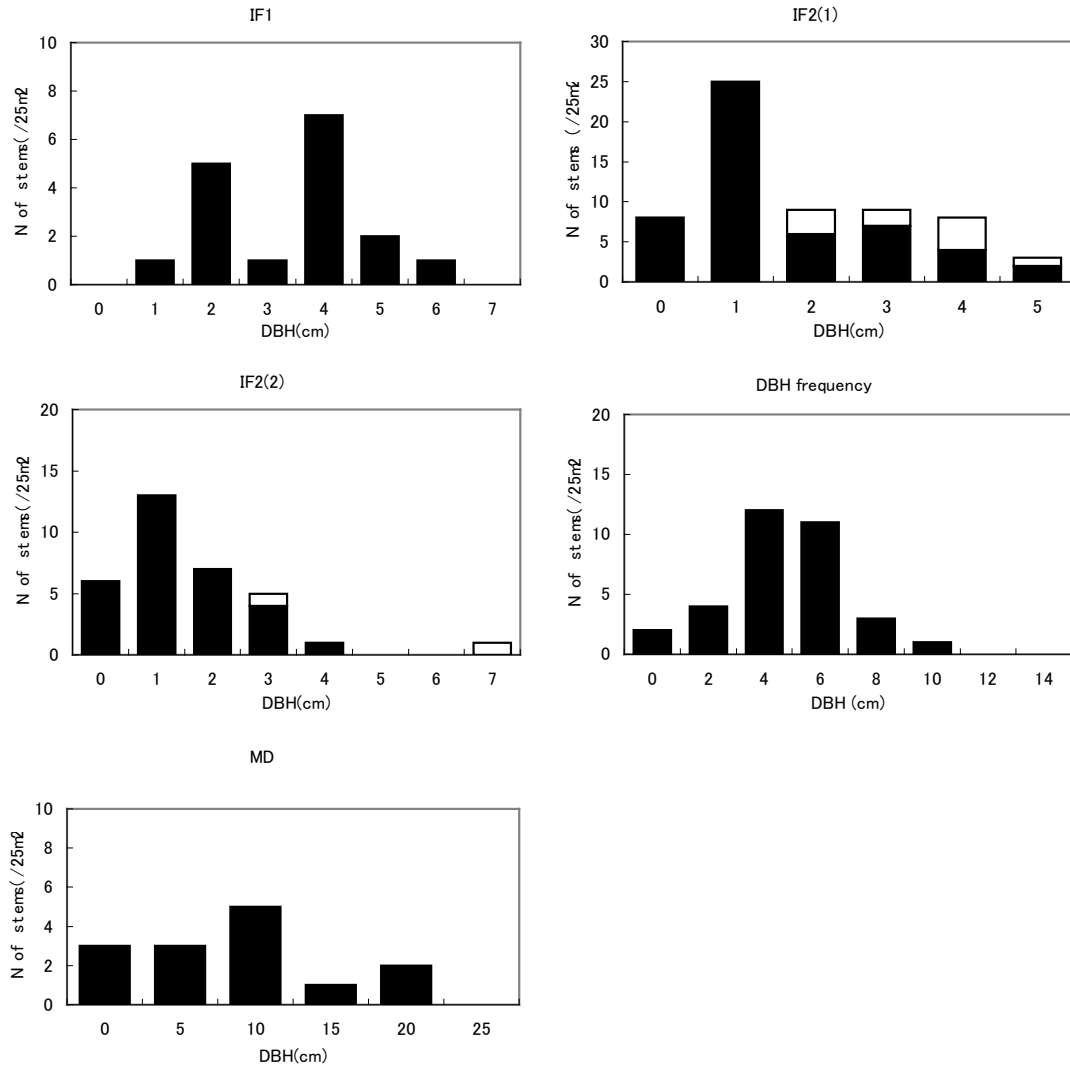 IF1
N of stems(/25m2
10
8
6
4
2
0
0 1 2 3 4 5 6 7
DBH(cm)
IF2(1)
N of stems (/25m2
30
25
20
15
10
5
0
0 1 2 3 4 5
DBH(cm)
IF2(2)
N of stems(/25m2
20
15
10
5
0
0 1 2 3 4 5 6 7
DBH(cm)
DBH frequency
N of stems(/25m2
20
15
10
5
0
0 2 4 6 8 10 12 14
DBH (cm)
MD
N of stems(/25m2
10
8
6
4
2
0
0 5 10 15 20 25
DBH(cm)